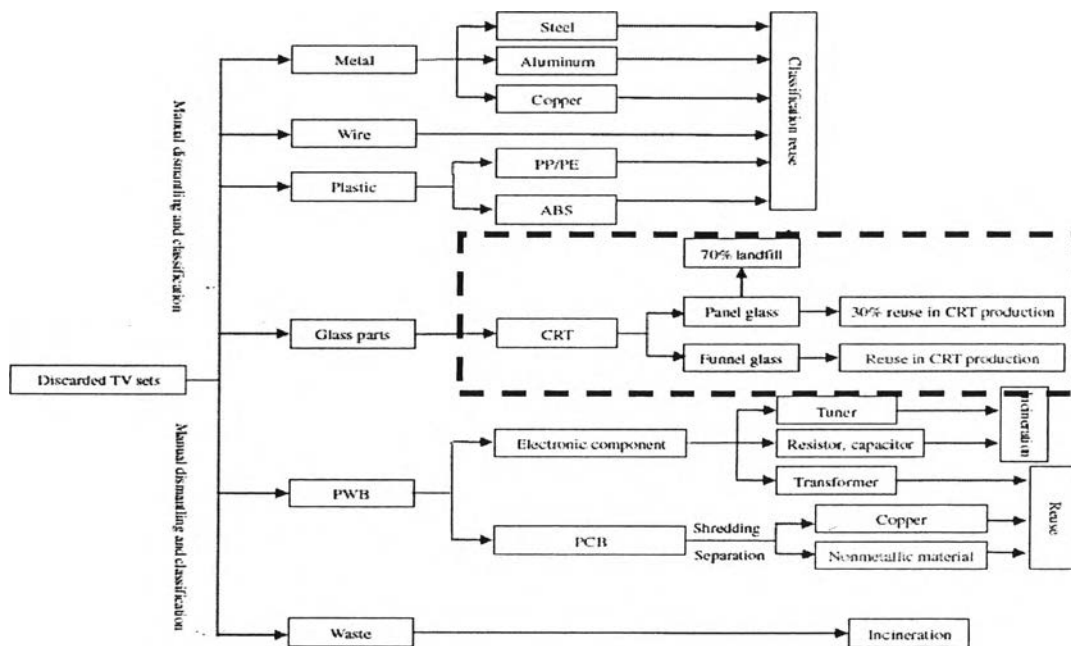 Steel
Metal
Aluminum
Copper
Classification reuse
Manual dismantling and classification
Wire
PP/PE
Plastic
ABS
70% landfill
Glass parts
CRT
Panel glass
30% reuse in CRT production
Funnel glass
Reuse in CRT production
Discarded TV sets
Tuner
Incineration
Electronic component
Resistor, capacitor
Manual dismantling and classification
PWB
Transformer
Reuse
PCB
Shredding
Separation
Copper
Nonmetallic material
Waste
Incineration